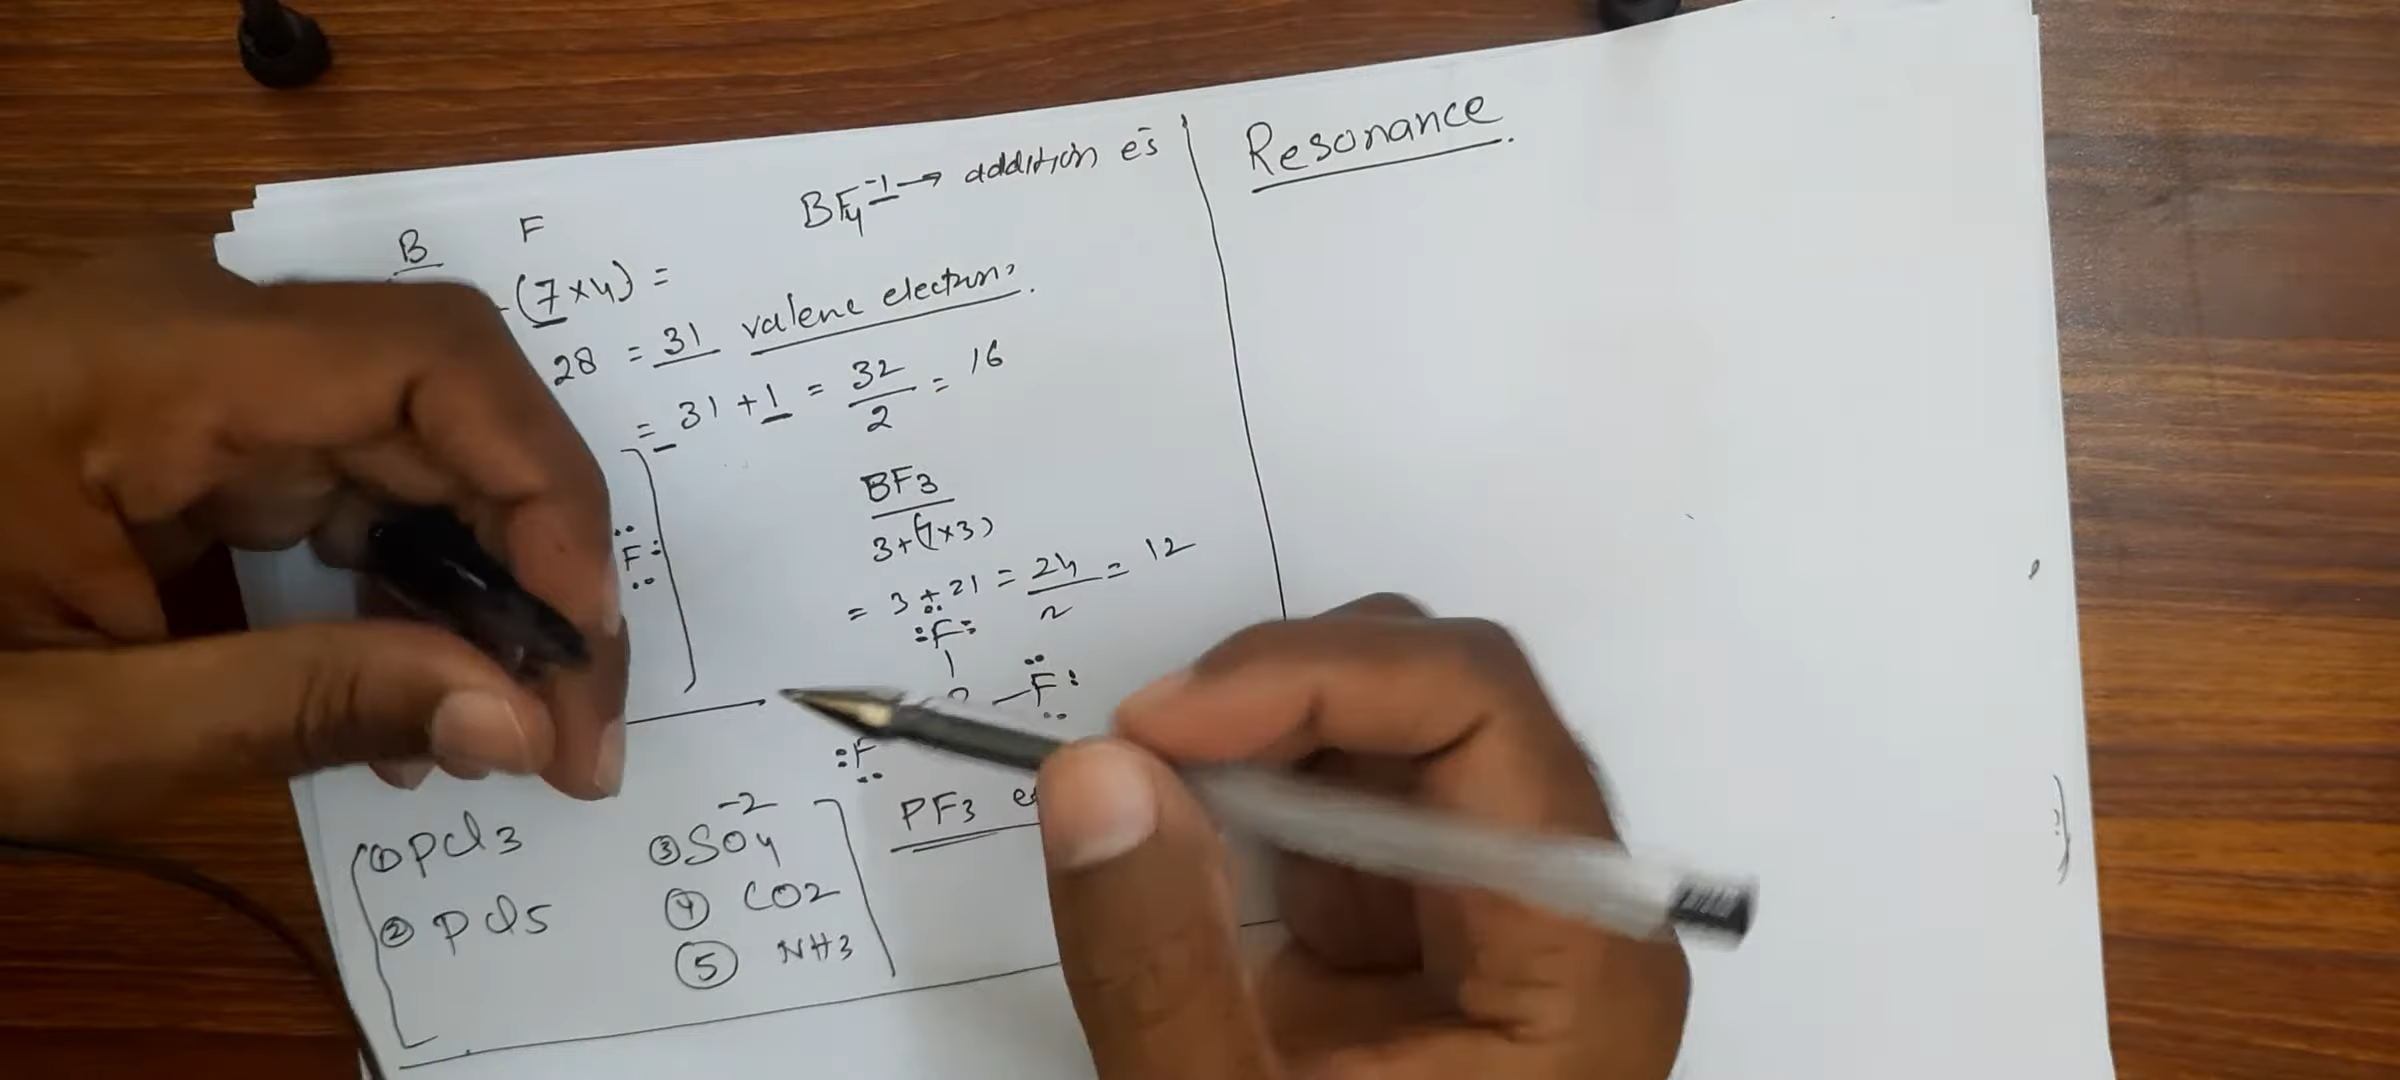 BF4⁻¹ → addition es̄
B F
(7×4) =
28 = 31 valene electrons.
= 31 + 1 = 32/2 = 16
:F:
BF3
3+(7×3)
= 3 + 21 = 24/2 = 12
:F:
—F:
:F
① PCl3
② PCl5
③ SO4⁻²
④ CO2
⑤ NH3
PF3
Resonance.